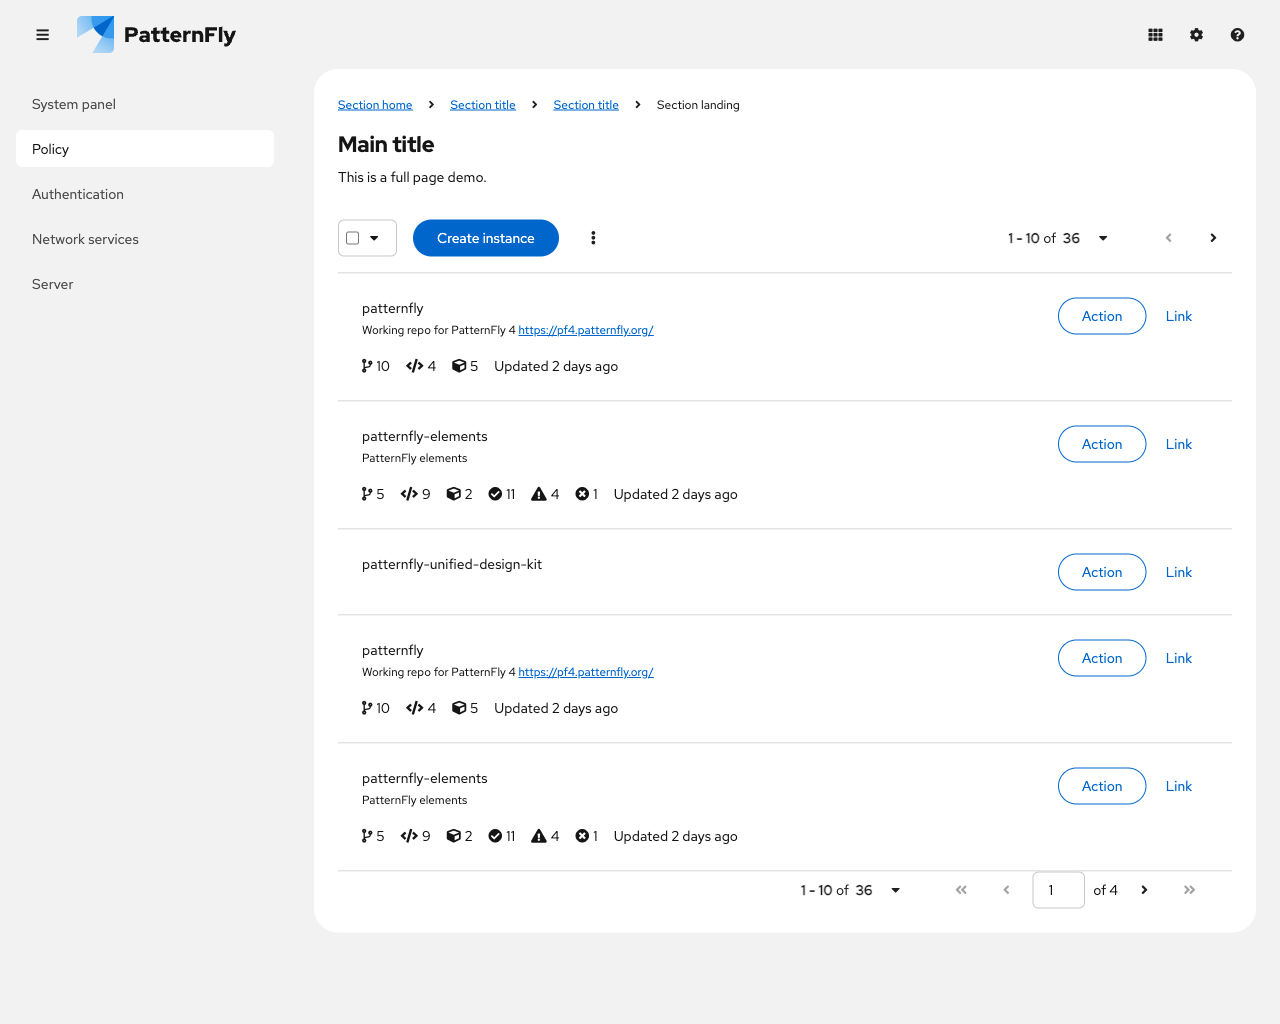 PatternFly
System panel
Policy
Authentication
Network services
Server
Section home Section title Section title Section landing
Main title
This is a full page demo.
Create instance 1 - 10 of 36
patternfly
Working repo for PatternFly 4 https://pf4.patternfly.org/
10 4 5 Updated 2 days ago
Action Link
patternfly-elements
PatternFly elements
5 9 2 11 4 1 Updated 2 days ago
Action Link
patternfly-unified-design-kit
Action Link
patternfly
Working repo for PatternFly 4 https://pf4.patternfly.org/
10 4 5 Updated 2 days ago
Action Link
patternfly-elements
PatternFly elements
5 9 2 11 4 1 Updated 2 days ago
Action Link
1 - 10 of 36 1 of 4